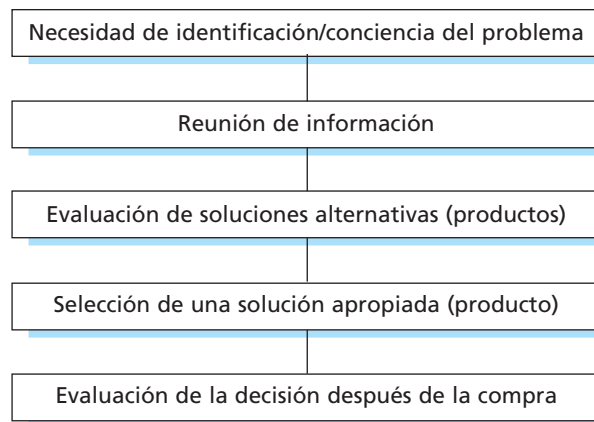 Necesidad de identificación/conciencia del problema
Reunión de información
Evaluación de soluciones alternativas (productos)
Selección de una solución apropiada (producto)
Evaluación de la decisión después de la compra